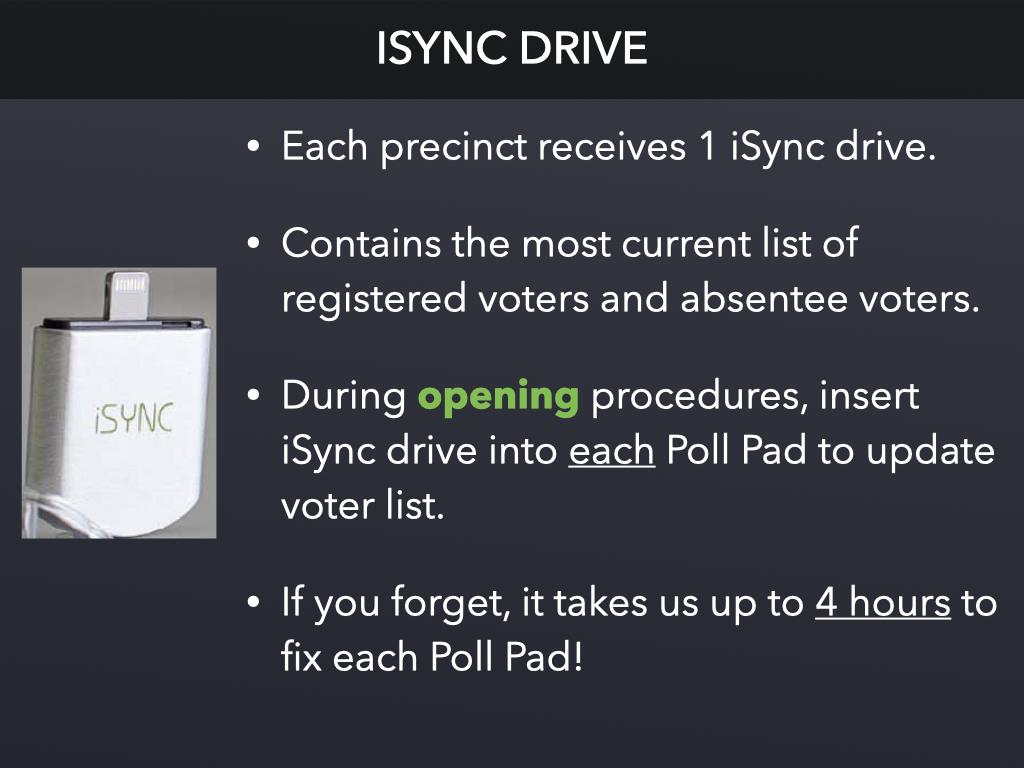 ISYNC DRIVE
• Each precinct receives 1 iSync drive.
• Contains the most current list of
registered voters and absentee voters.
• During opening procedures, insert
iSync drive into each Poll Pad to update
voter list.
• If you forget, it takes us up to 4 hours to
fix each Poll Pad!
iSYNC